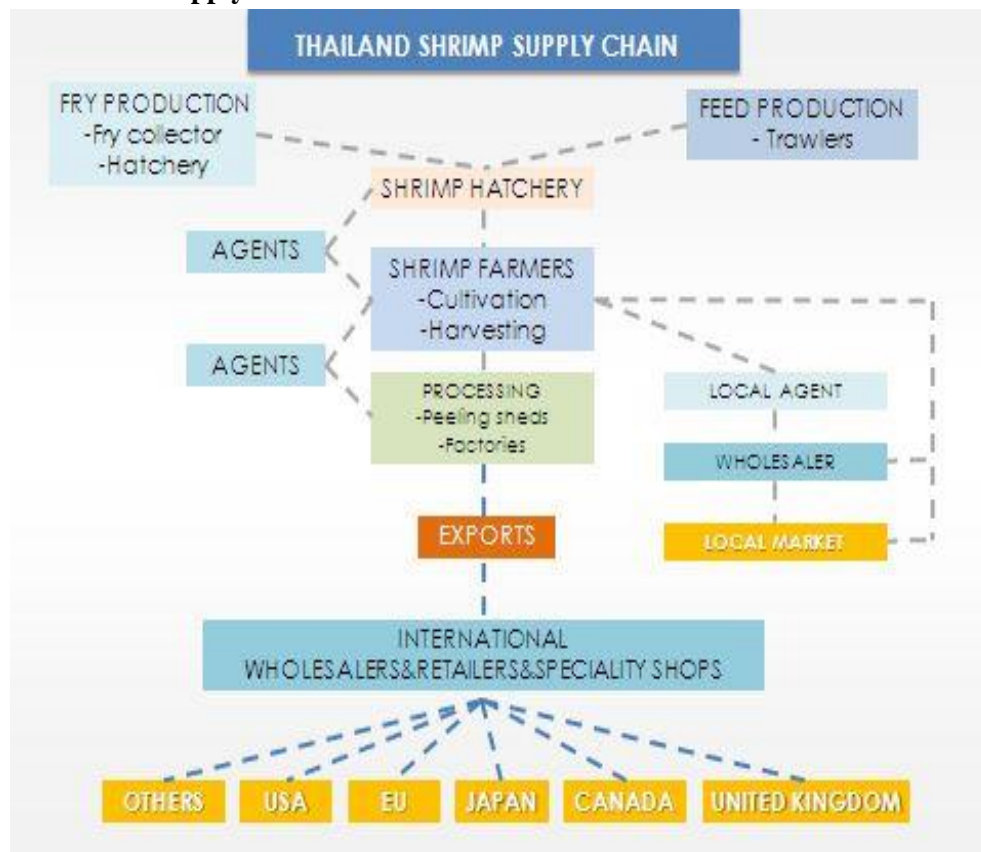 THAILAND SHRIMP SUPPLY CHAIN
FRY PRODUCTION
-Fry collector
-Hatchery
FEED PRODUCTION
- Trawlers
SHRIMP HATCHERY
AGENTS
SHRIMP FARMERS
-Cultivation
-Harvesting
AGENTS
PROCESSING
-Peeling sheds
-Factories
LOCAL AGENT
WHOLESALER
LOCAL MARKET
EXPORTS
INTERNATIONAL
WHOLESALERS&RETAILERS&SPECIALITY SHOPS
OTHERS
USA
EU
JAPAN
CANADA
UNITED KINGDOM